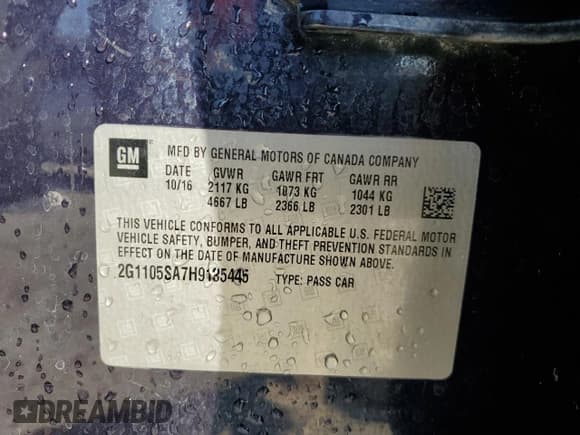 GM
MFD BY GENERAL MOTORS OF CANADA COMPANY
DATE GVWR GAWR FRT GAWR RR
10/16 2117 KG 1073 KG 1044 KG
4667 LB 2366 LB 2301 LB
THIS VEHICLE CONFORMS TO ALL APPLICABLE U.S. FEDERAL MOTOR
VEHICLE SAFETY, BUMPER, AND THEFT PREVENTION STANDARDS IN
EFFECT ON THE DATE OF MANUFACTURE SHOWN ABOVE.
2G1105SA7H9135445 TYPE: PASS CAR
DREAMBID